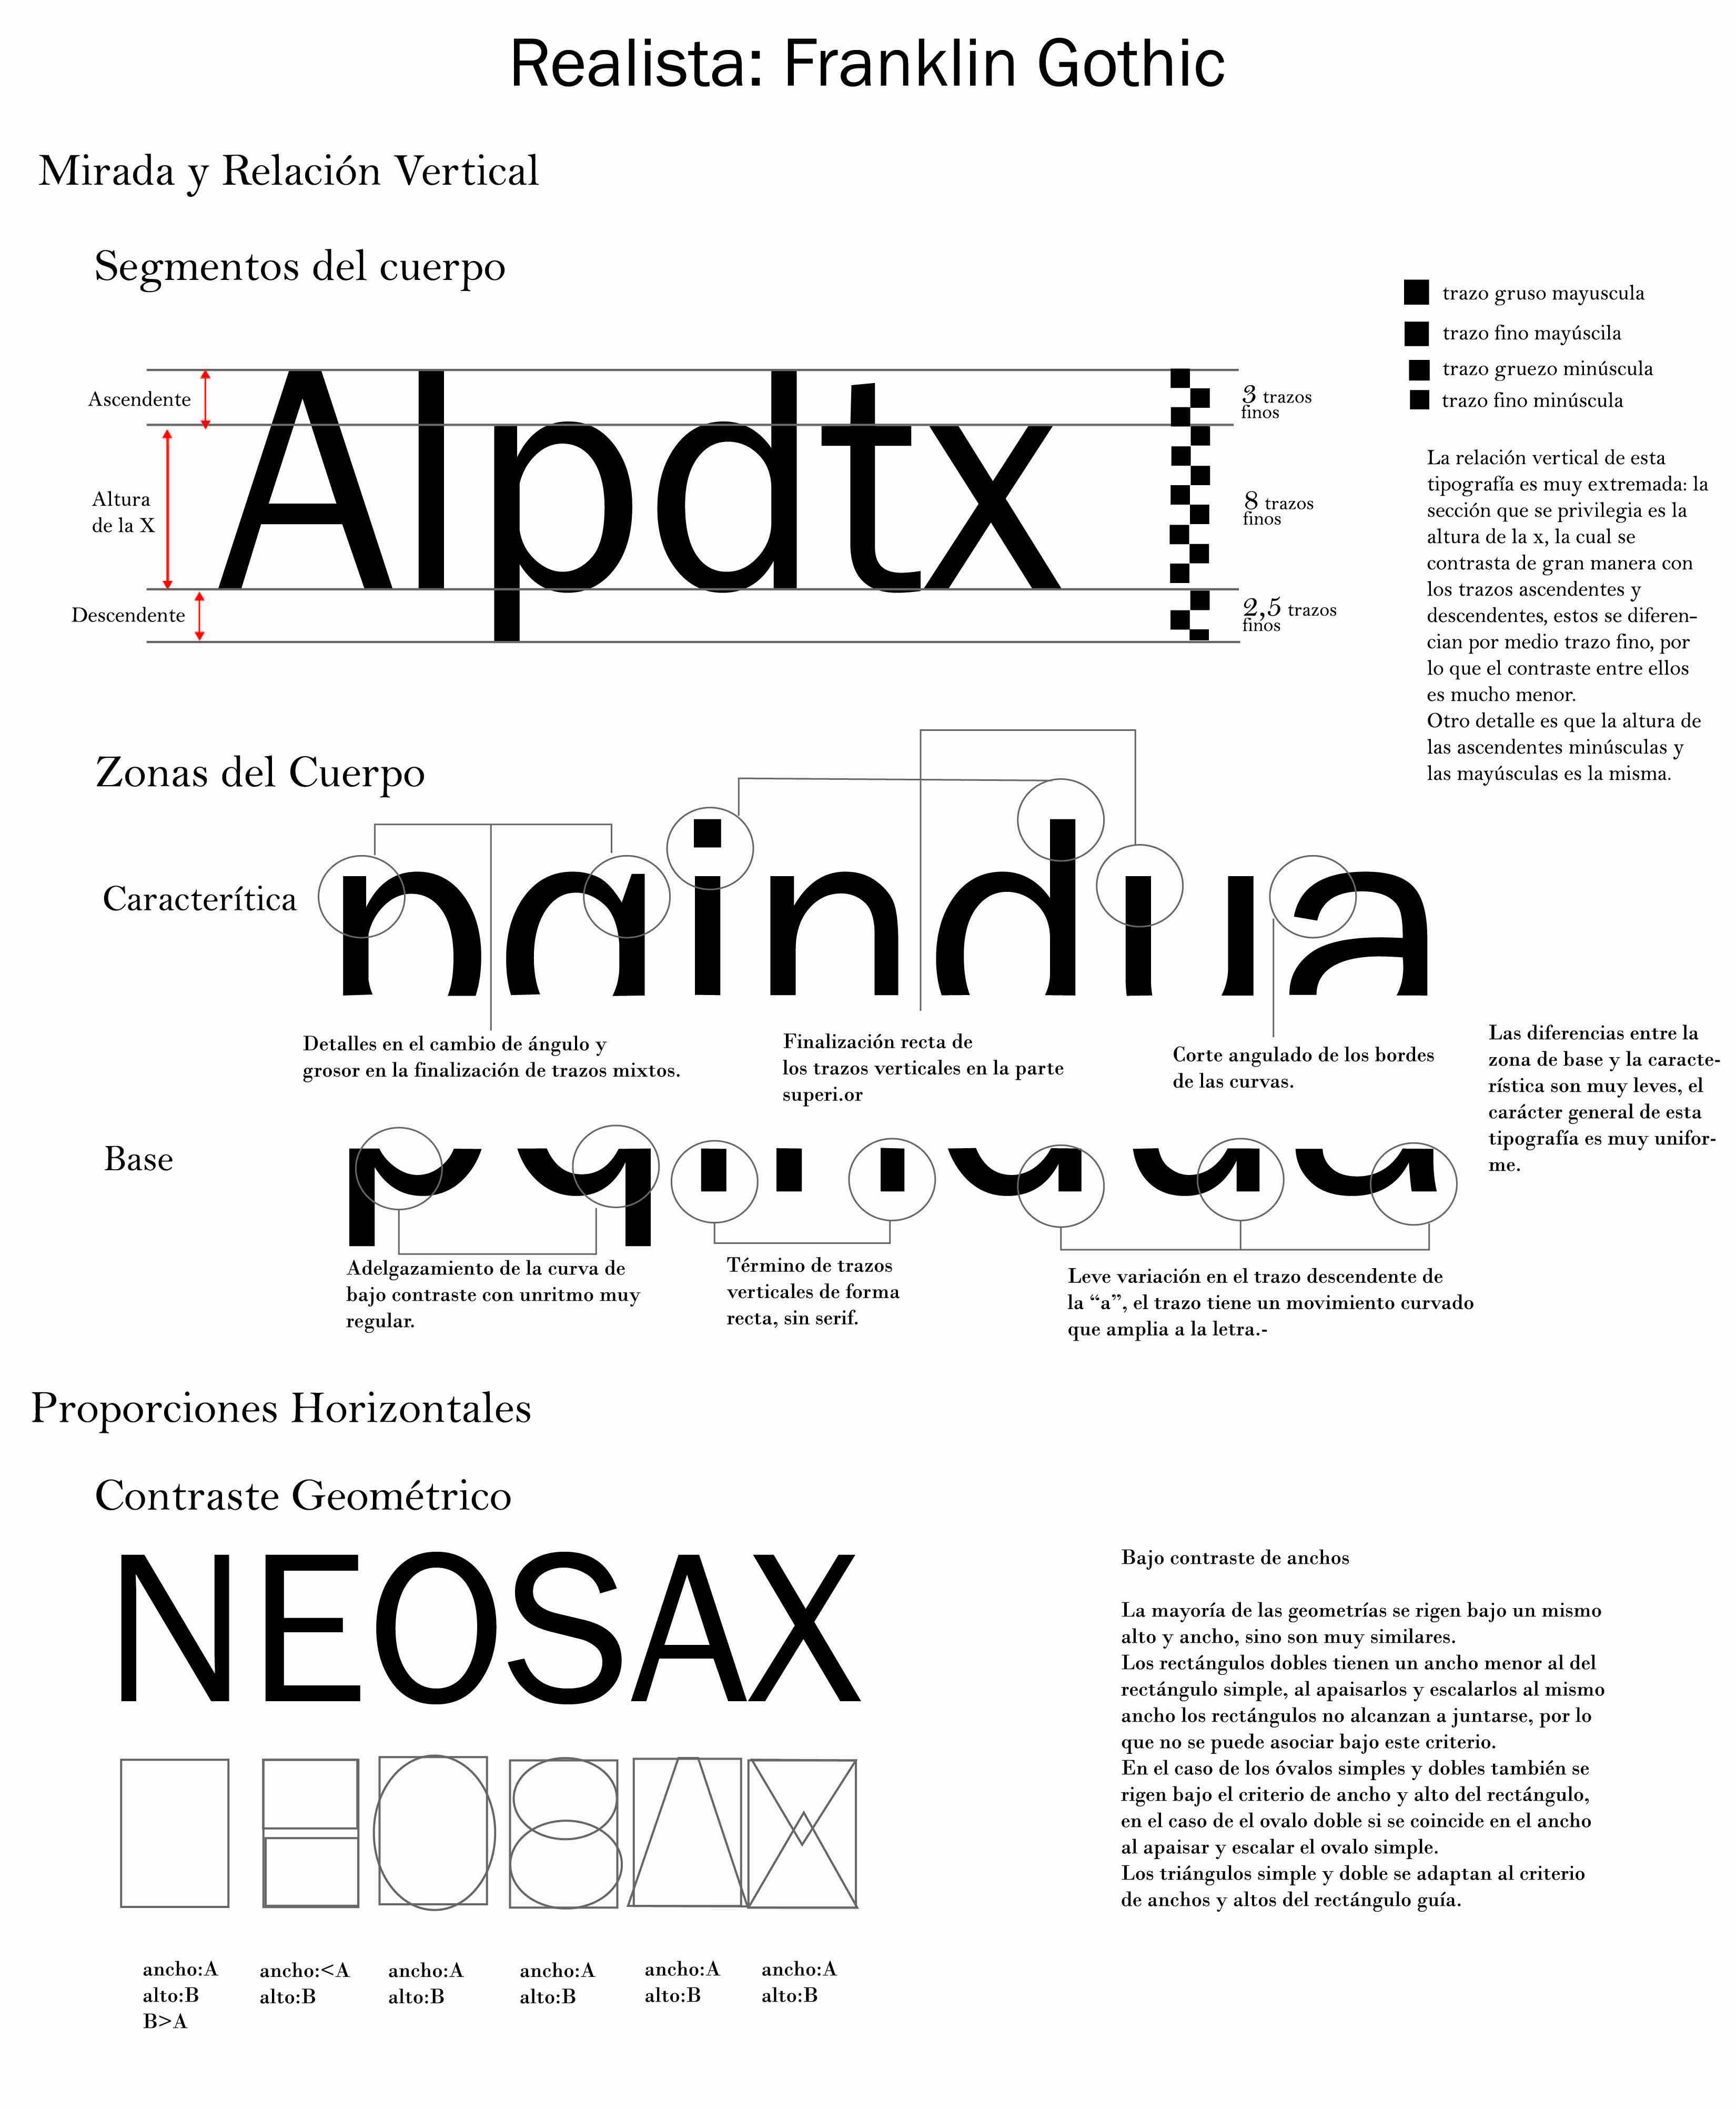 Realista: Franklin Gothic
Mirada y Relación Vertical
Segmentos del cuerpo
trazo gruso mayuscula
trazo fino mayúscila
trazo gruezo minúscula
trazo fino minúscula
Ascendente
Altura
de la X
Descendente
Alpdtx
3 trazos
finos
8 trazos
finos
2,5 trazos
finos
La relación vertical de esta
tipografía es muy extremada: la
sección que se privilegia es la
altura de la x, la cual se
contrasta de gran manera con
los trazos ascendentes y
descendentes, estos se diferen-
cian por medio trazo fino, por
lo que el contraste entre ellos
es mucho menor.
Otro detalle es que la altura de
las ascendentes minúsculas y
las mayúsculas es la misma.
Zonas del Cuerpo
Caracterítica
pqindua
Detalles en el cambio de ángulo y
grosor en la finalización de trazos mixtos.
Finalización recta de
los trazos verticales en la parte
superi.or
Corte angulado de los bordes
de las curvas.
Las diferencias entre la
zona de base y la caracte-
rística son muy leves, el
carácter general de esta
tipografía es muy unifor-
me.
Base
pqindua
Adelgazamiento de la curva de
bajo contraste con unritmo muy
regular.
Término de trazos
verticales de forma
recta, sin serif.
Leve variación en el trazo descendente de
la “a”, el trazo tiene un movimiento curvado
que amplia a la letra.-
Proporciones Horizontales
Contraste Geométrico
NEOSAX
Bajo contraste de anchos
La mayoría de las geometrías se rigen bajo un mismo
alto y ancho, sino son muy similares.
Los rectángulos dobles tienen un ancho menor al del
rectángulo simple, al apaisarlos y escalarlos al mismo
ancho los rectángulos no alcanzan a juntarse, por lo
que no se puede asociar bajo este criterio.
En el caso de los óvalos simples y dobles también se
rigen bajo el criterio de ancho y alto del rectángulo,
en el caso de el ovalo doble si se coincide en el ancho
al apaisar y escalar el ovalo simple.
Los triángulos simple y doble se adaptan al criterio
de anchos y altos del rectángulo guía.
ancho:A
alto:B
B>A
ancho:<A
alto:B
ancho:A
alto:B
ancho:A
alto:B
ancho:A
alto:B
ancho:A
alto:B